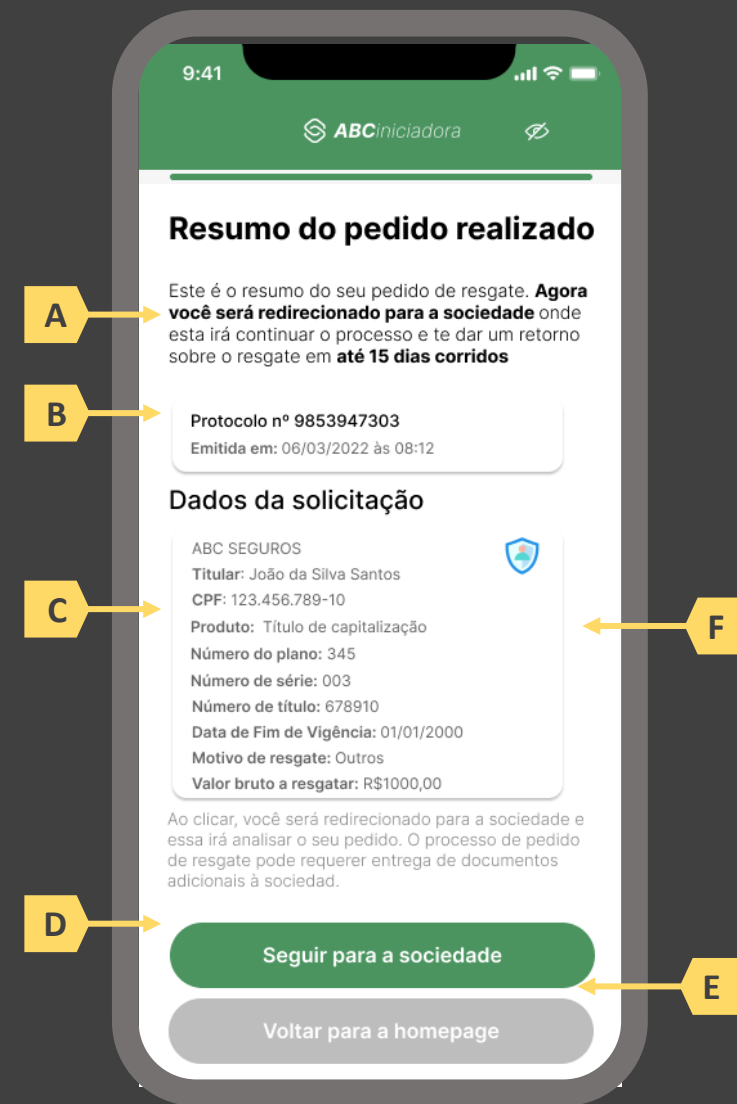 9:41
ABCiniciadora
Resumo do pedido realizado
A
Este é o resumo do seu pedido de resgate. Agora
você será redirecionado para a sociedade onde
esta irá continuar o processo e te dar um retorno
sobre o resgate em até 15 dias corridos
B
Protocolo nº 9853947303
Emitida em: 06/03/2022 às 08:12
Dados da solicitação
ABC SEGUROS
Titular: João da Silva Santos
C
CPF: 123.456.789-10
F
Produto: Título de capitalização
Número do plano: 345
Número de série: 003
Número de título: 678910
Data de Fim de Vigência: 01/01/2000
Motivo de resgate: Outros
Valor bruto a resgatar: R$1000,00
Ao clicar, você será redirecionado para a sociedade e
essa irá analisar o seu pedido. O processo de pedido
de resgate pode requerer entrega de documentos
adicionais à sociedad.
D
Seguir para a sociedade
E
Voltar para a homepage